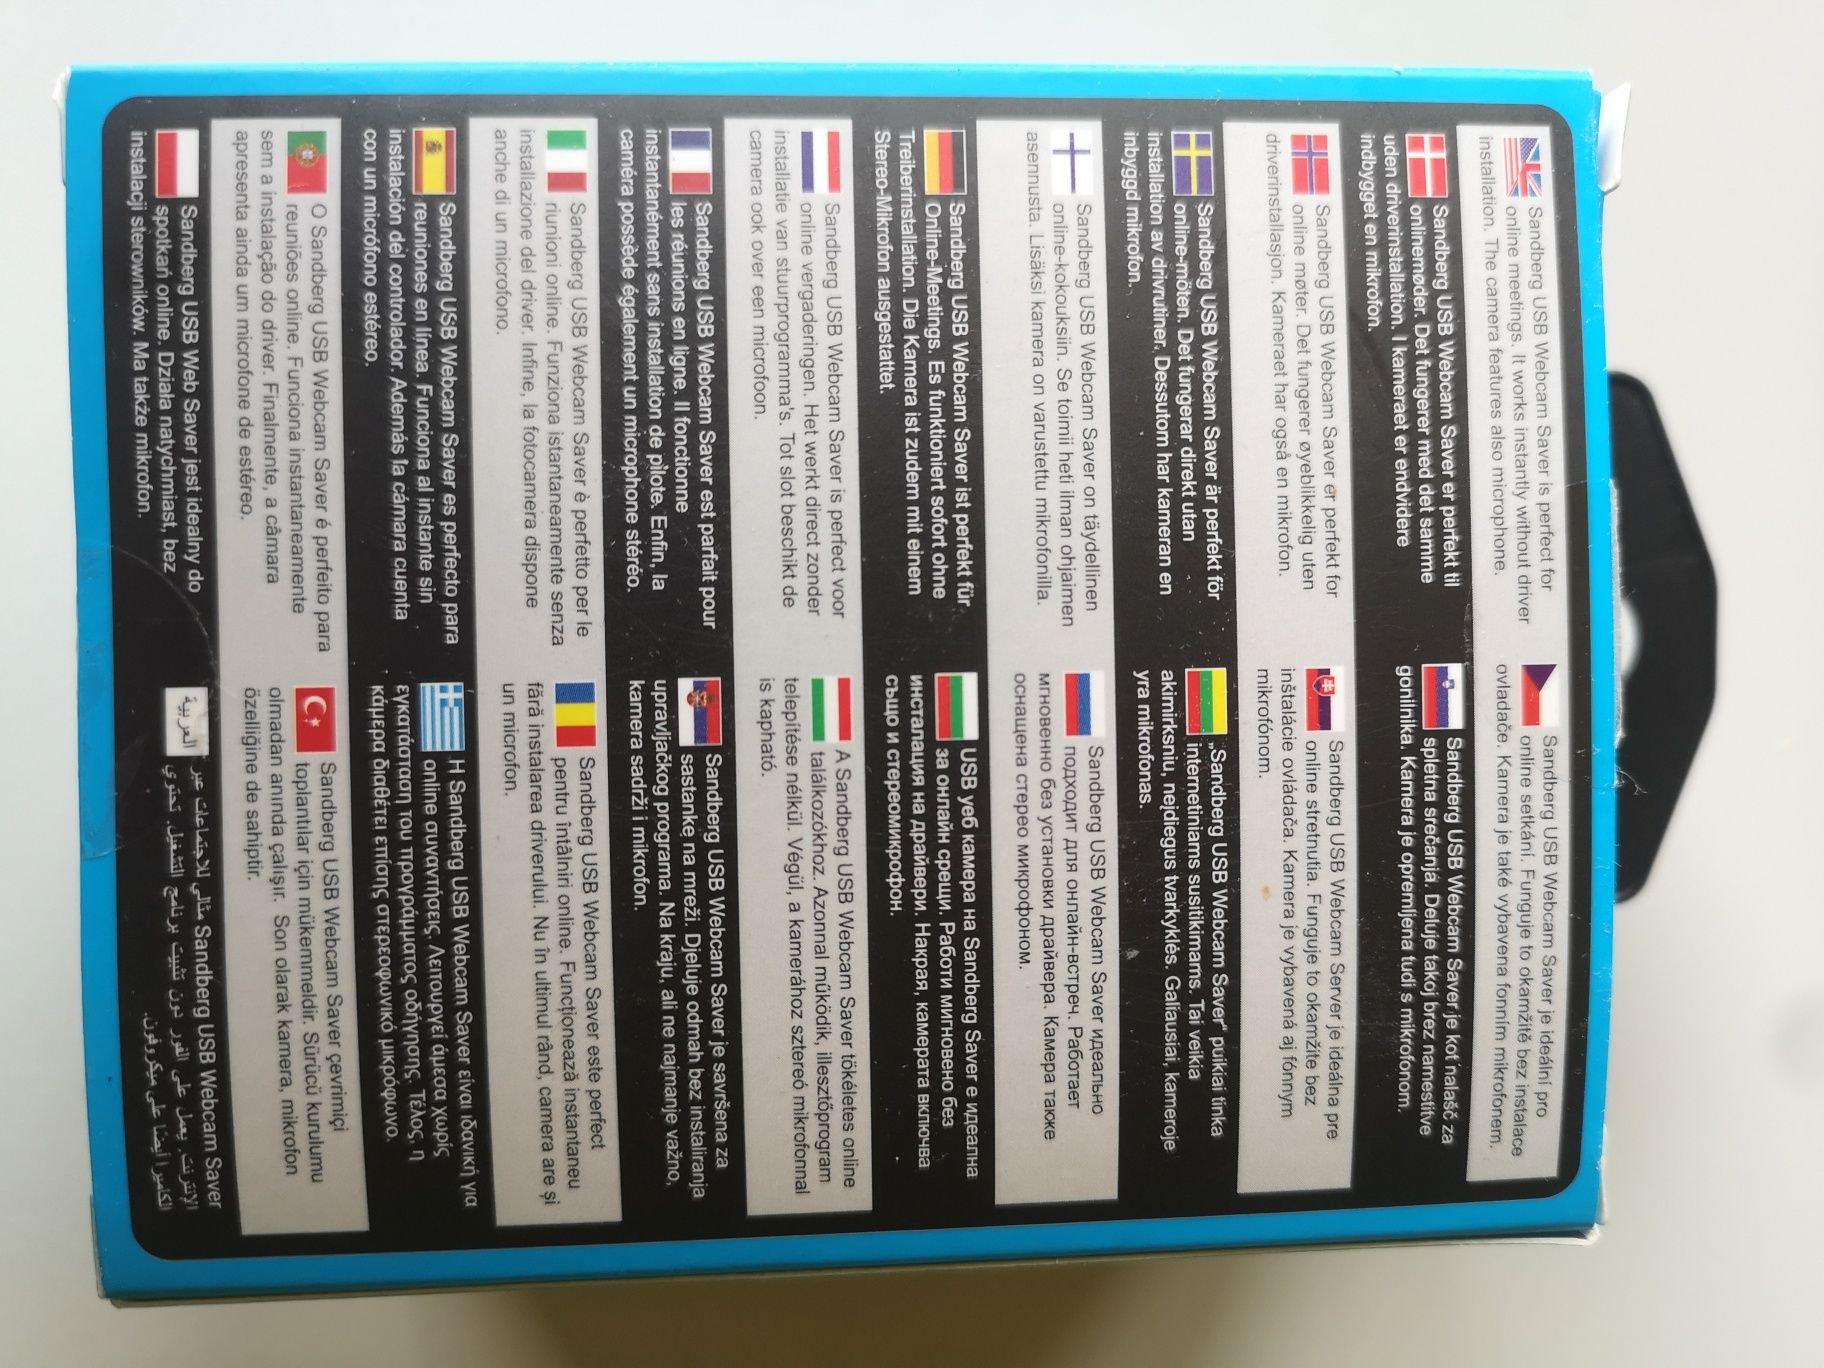 Sandberg USB Webcam Saver is perfect for
online meetings. It works instantly without driver
installation. The camera features also microphone.
Sandberg USB Webcam Saver er perfekt til
onlinemøder. Det fungerer med det samme
uden driverinstallation. I kameraet er endvidere
indbygget en mikrofon.
Sandberg USB Webcam Saver er perfekt for
online møter. Det fungerer øyeblikkelig uten
driverinstallasjon. Kameraet har også en mikrofon.
Sandberg USB Webcam Saver är perfekt för
online-möten. Det fungerar direkt utan
installation av drivrutiner. Dessutom har kameran en
inbyggd mikrofon.
Sandberg USB Webcam Saver on täydellinen
online-kokouksiin. Se toimii heti ilman ohjaimen
asennusta. Lisäksi kamera on varustettu mikrofonilla.
Sandberg USB Webcam Saver ist perfekt für
Online-Meetings. Es funktioniert sofort ohne
Treiberinstallation. Die Kamera ist zudem mit einem
Stereo-Mikrofon ausgestattet.
Sandberg USB Webcam Saver is perfect voor
online vergaderingen. Het werkt direct zonder
installatie van stuurprogramma's. Tot slot beschikt de
camera ook over een microfoon.
Sandberg USB Webcam Saver est parfait pour
les réunions en ligne. Il fonctionne
instantanément sans installation de pilote. Enfin, la
caméra possède également un microphone stéréo.
Sandberg USB Webcam Saver è perfetto per le
riunioni online. Funziona istantaneamente senza
installazione del driver. Infine, la fotocamera dispone
anche di un microfono.
Sandberg USB Webcam Saver es perfecto para
reuniones en línea. Funciona al instante sin
instalación del controlador. Además la cámara cuenta
con un micrófono estéreo.
O Sandberg USB Webcam Saver é perfeito para
reuniões online. Funciona instantaneamente
sem a instalação do driver. Finalmente, a câmara
apresenta ainda um microfone de estéreo.
Sandberg USB Web Saver jest idealny do
spotkań online. Działa natychmiast, bez
instalacji sterowników. Ma także mikrofon.
Sandberg USB Webcam Saver je ideální pro
online setkání. Funguje to okamžitě bez instalace
ovladače. Kamera je také vybavena fonním mikrofonem.
Sandberg USB Webcam Saver je kot nalašč za
spletna srečanja. Deluje takoj brez namestitve
gonilnika. Kamera je opremljena tudi s mikrofonom.
Sandberg USB Webcam Server je ideálna pre
online stretnutia. Funguje to okamžite bez
inštalácie ovládača. Kamera je vybavená aj fónnym
mikrofónom.
„Sandberg USB Webcam Saver“ puikiai tinka
internetiniams susitikimams. Tai veikia
akimirksniu, neįdiegus tvarkyklės. Galiausiai, kameroje
yra mikrofonas.
Sandberg USB Webcam Saver идеально
подходит для онлайн-встреч. Работает
мгновенно без установки драйвера. Камера также
оснащена стерео микрофоном.
USB уеб камера на Sandberg Saver е идеална
за онлайн срещи. Работи мигновено без
инсталация на драйвери. Накрая, камерата включва
също и стереомикрофон.
A Sandberg USB Webcam Saver tökéletes online
találkozókhoz. Azonnal működik, illesztőprogram
telepítése nélkül. Végül, a kamerához sztereó mikrofonnal
is kapható.
Sandberg USB Webcam Saver je savršena za
sastanke na mreži. Djeluje odmah bez instaliranja
upravljačkog programa. Na kraju, ali ne najmanje važno,
kamera sadrži i mikrofon.
Sandberg USB Webcam Saver este perfect
pentru întâlniri online. Funcționează instantaneu
fără instalarea driverului. Nu în ultimul rând, camera are și
un microfon.
Η Sandberg USB Webcam Saver είναι ιδανική για
online συναντήσεις. Λειτουργεί άμεσα χωρίς
εγκατάσταση του προγράμματος οδήγησης. Τέλος, η
κάμερα διαθέτει επίσης στερεοφωνικό μικρόφωνο.
Sandberg USB Webcam Saver çevrimiçi
toplantılar için mükemmeldir. Sürücü kurulumu
olmadan anında çalışır. Son olarak kamera, mikrofon
özelliğine de sahiptir.
العربية
Sandberg USB Webcam Saver مثالي للاجتماعات عبر
الإنترنت. يعمل على الفور دون تثبيت برنامج التشغيل. تحتوي
الكاميرا أيضا على ميكروفون.